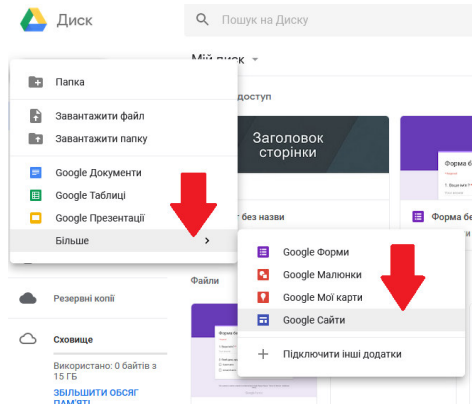 Диск
Пошук на Диску
Мій диск
Папка
доступ
Завантажити файл
Завантажити папку
Заголовок
сторінки
Google Документи
Google Таблиці
Google Презентації
без назви
Форма бе
Більше
Google Форми
Google Малюнки
Файли
Google Мої карти
Резервні копії
Google Сайти
Сховище
Підключити інші додатки
Використано: 0 байтів з
15 ГБ
ЗБІЛЬШИТИ ОБСЯГ
ПАМ'ЯТІ